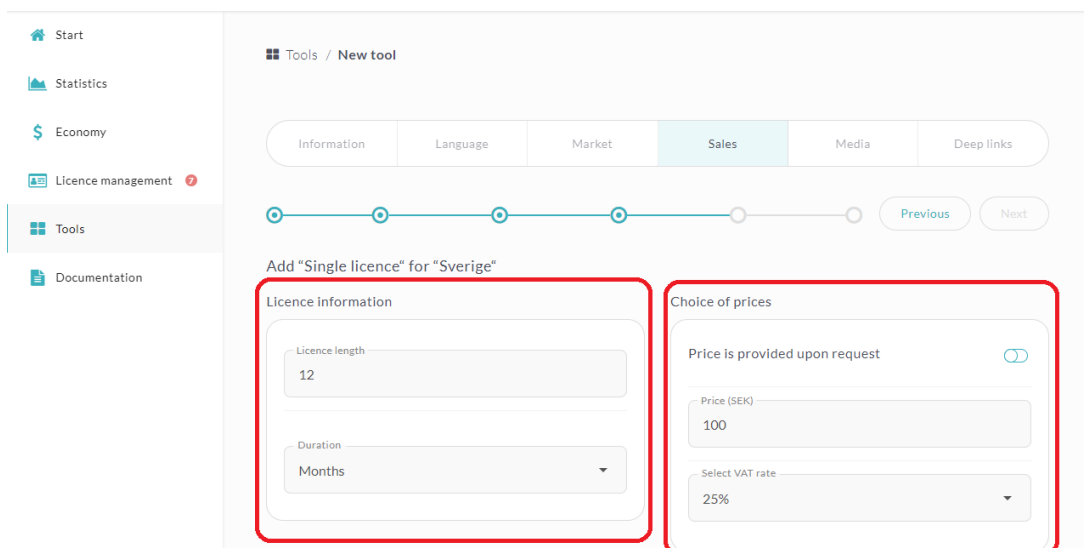 Start
Statistics
Economy
Licence management 7
Tools
Documentation
Tools / New tool
Information Language Market Sales Media Deep links
Previous Next
Add “Single licence“ for “Sverige“
Licence information
Licence length
12
Duration
Months
Choice of prices
Price is provided upon request
Price (SEK)
100
Select VAT rate
25%